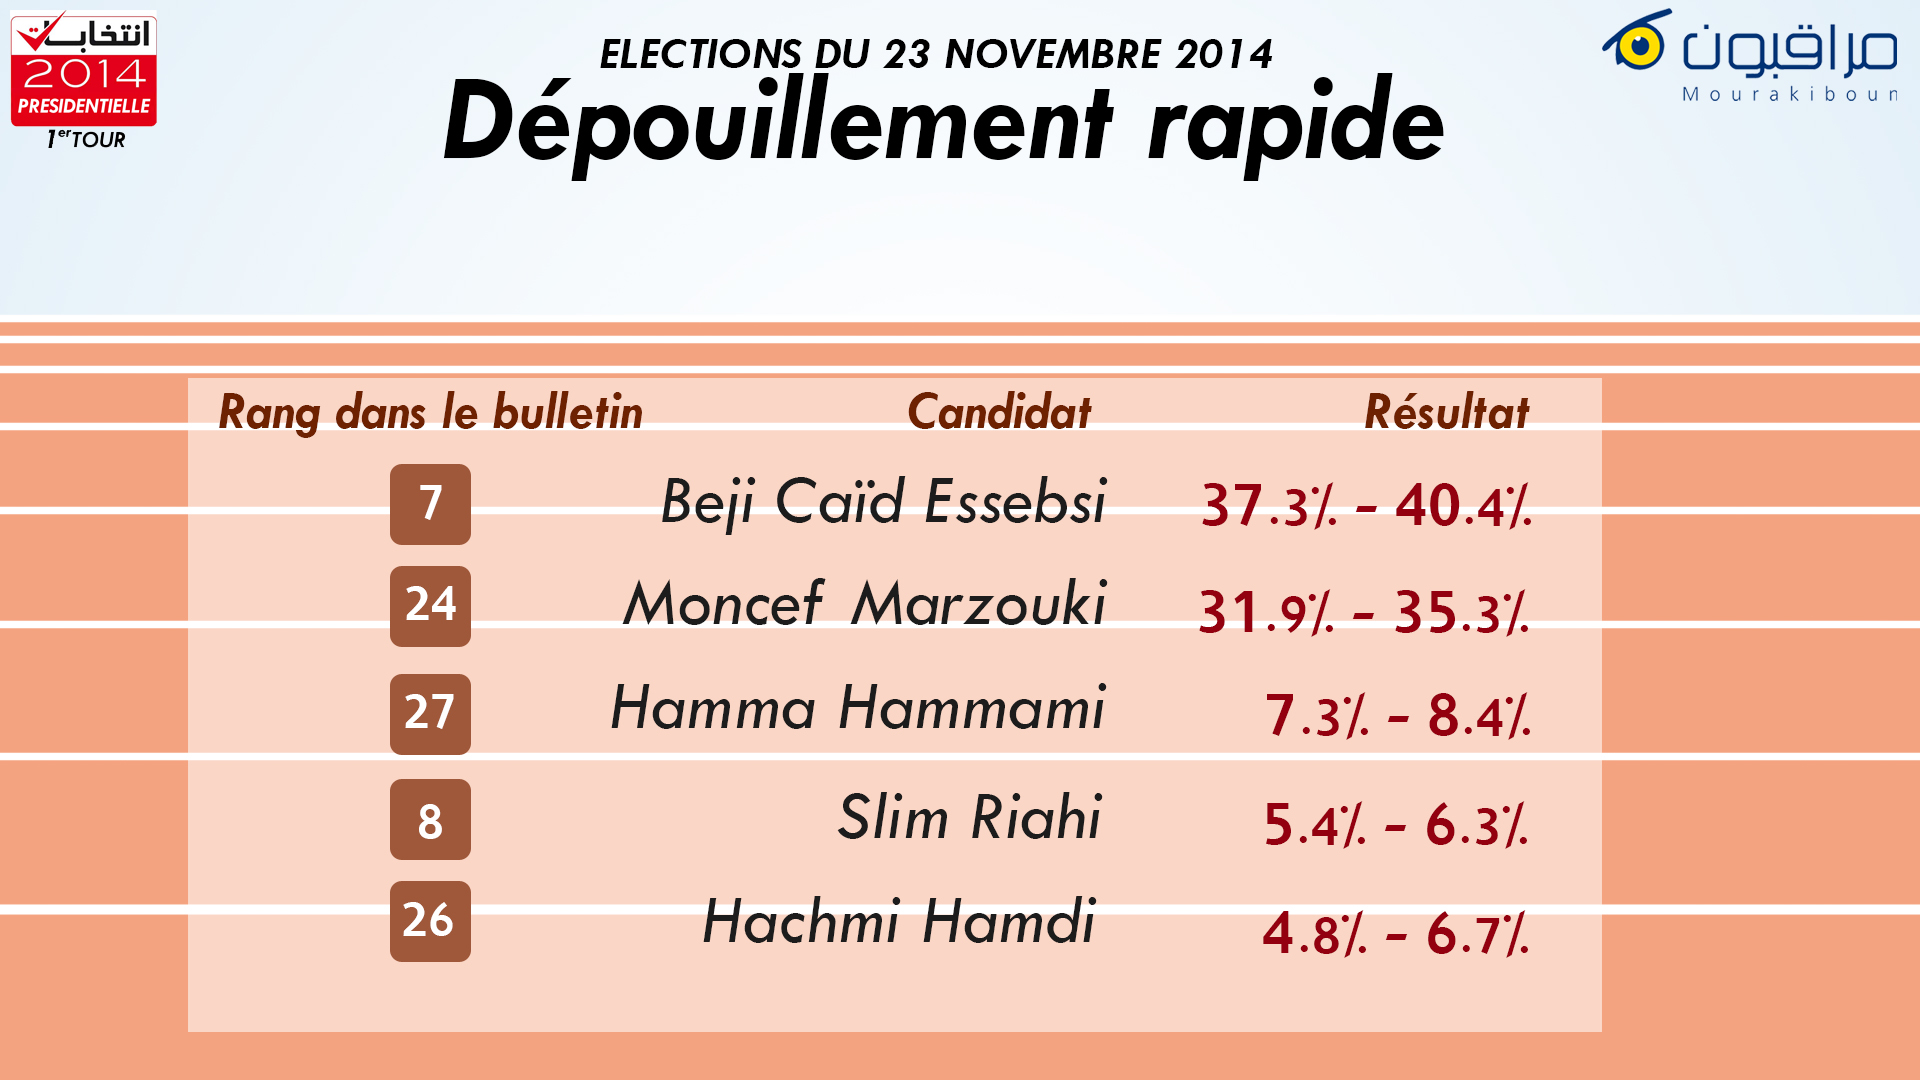 انتخابات
2014
PRESIDENTIELLE
1er TOUR
ELECTIONS DU 23 NOVEMBRE 2014
Dépouillement rapide
مراقبون
Mourakiboun
Rang dans le bulletin Candidat Résultat
7 Beji Caïd Essebsi 37.3% - 40.4%
24 Moncef Marzouki 31.9% - 35.3%
27 Hamma Hammami 7.3% - 8.4%
8 Slim Riahi 5.4% - 6.3%
26 Hachmi Hamdi 4.8% - 6.7%